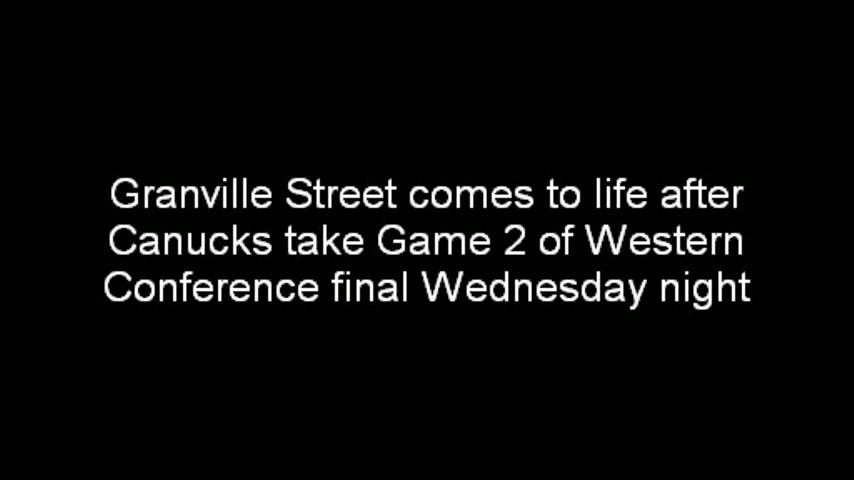 Granville Street comes to life after
Canucks take Game 2 of Western
Conference final Wednesday night